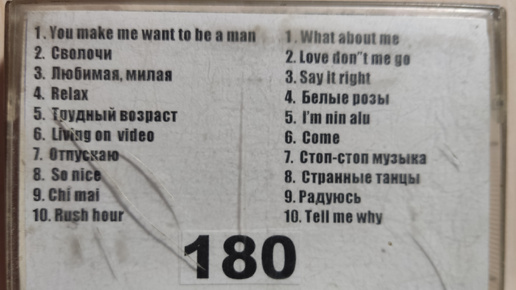 1. You make me want to be a man
2. Сволочи
3. Любимая, милая
4. Relax
5. Трудный возраст
6. Living on video
7. Отпускаю
8. So nice
9. Chi mai
10. Rush hour
1. What about me
2. Love don"t me go
3. Say it right
4. Белые розы
5. I'm nin alu
6. Come
7. Стоп-стоп музыка
8. Странные танцы
9. Радуюсь
10. Tell me why
180